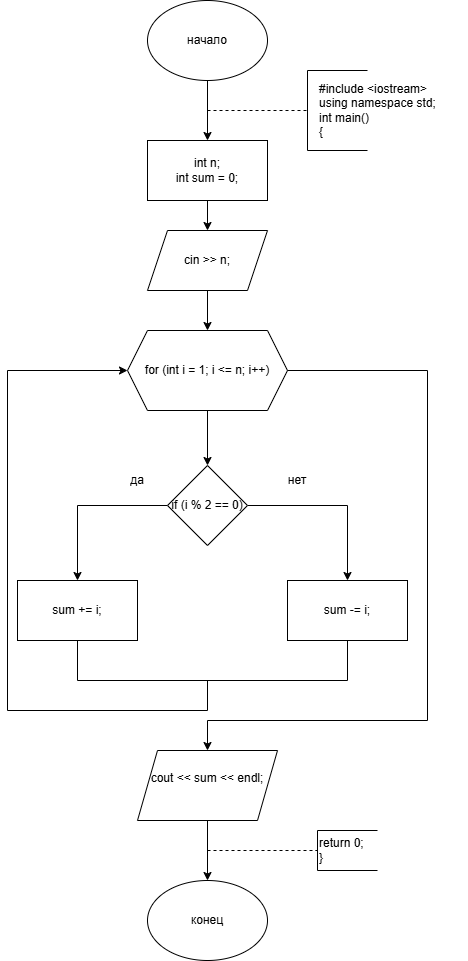 начало
#include <iostream>
using namespace std;
int main()
{
int n;
int sum = 0;
cin >> n;
for (int i = 1; i <= n; i++)
да
нет
if (i % 2 == 0)
sum += i;
sum -= i;
cout << sum << endl;
return 0;
}
конец